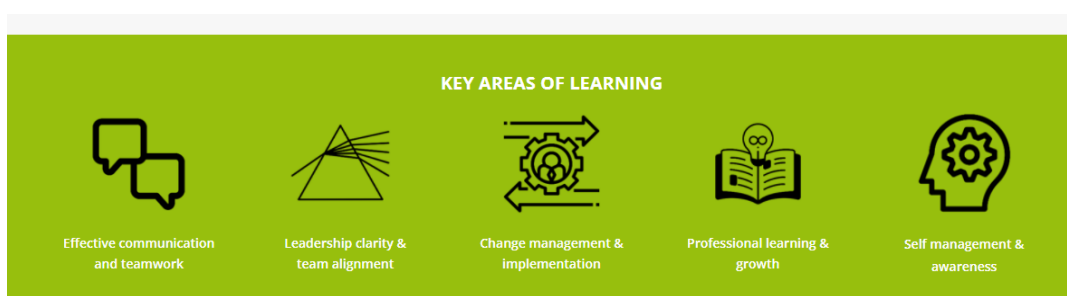 KEY AREAS OF LEARNING
Effective communication
and teamwork
Leadership clarity &
team alignment
Change management &
implementation
Professional learning &
growth
Self management &
awareness